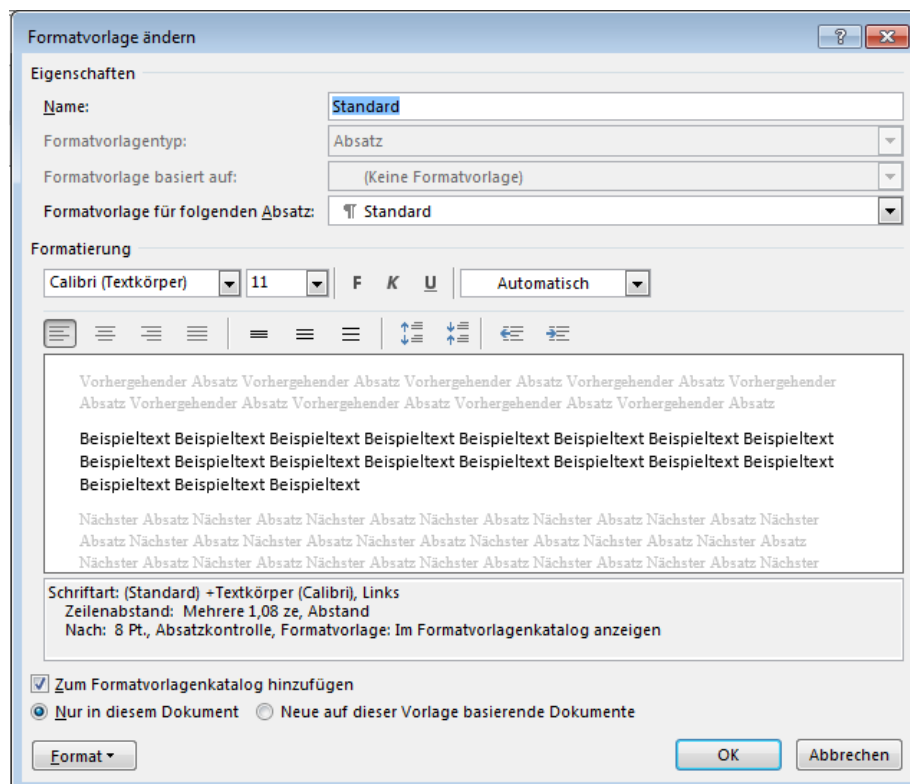 Formatvorlage ändern
Eigenschaften
Name: Standard
Formatvorlagentyp: Absatz
Formatvorlage basiert auf: (Keine Formatvorlage)
Formatvorlage für folgenden Absatz: ¶ Standard
Formatierung
Calibri (Textkörper) 11 F K U Automatisch
Vorhergehender Absatz Vorhergehender Absatz Vorhergehender Absatz Vorhergehender Absatz Vorhergehender
Absatz Vorhergehender Absatz Vorhergehender Absatz Vorhergehender Absatz Vorhergehender Absatz
Beispieltext Beispieltext Beispieltext Beispieltext Beispieltext Beispieltext Beispieltext Beispieltext
Beispieltext Beispieltext Beispieltext Beispieltext Beispieltext Beispieltext Beispieltext Beispieltext
Beispieltext Beispieltext Beispieltext
Nächster Absatz Nächster Absatz Nächster Absatz Nächster Absatz Nächster Absatz Nächster Absatz Nächster
Absatz Nächster Absatz Nächster Absatz Nächster Absatz Nächster Absatz Nächster Absatz
Nächster Absatz Nächster Absatz Nächster Absatz Nächster Absatz Nächster Absatz Nächster
Schriftart: (Standard) +Textkörper (Calibri), Links
Zeilenabstand: Mehrere 1,08 ze, Abstand
Nach: 8 Pt., Absatzkontrolle, Formatvorlage: Im Formatvorlagenkatalog anzeigen
Zum Formatvorlagenkatalog hinzufügen
Nur in diesem Dokument Neue auf dieser Vorlage basierende Dokumente
Format OK Abbrechen